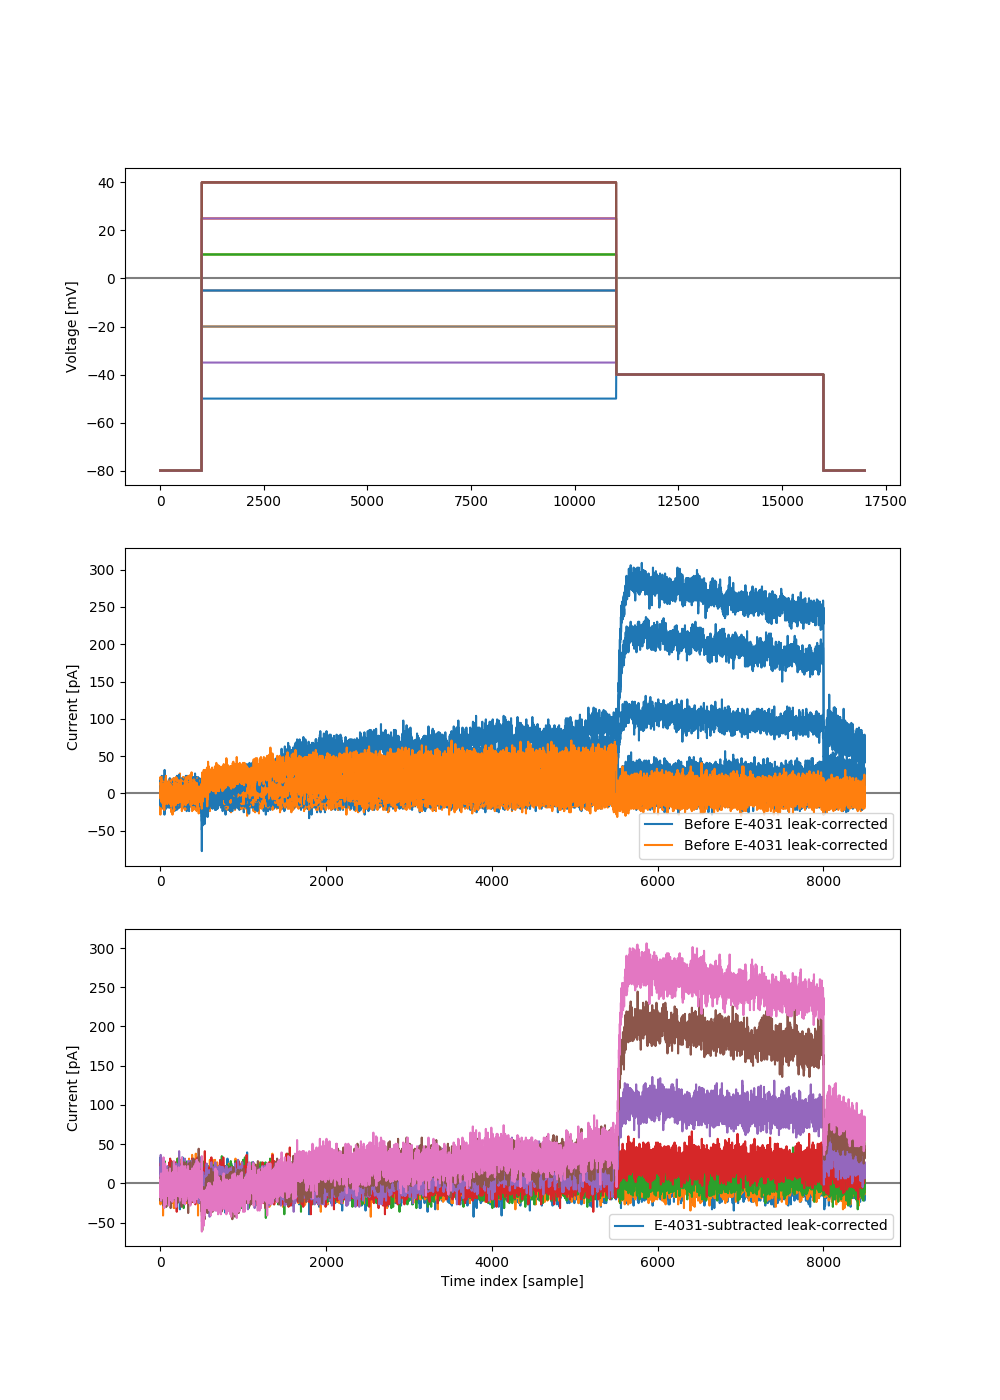 40
20
0
−20
−40
−60
−80
Voltage [mV]
0 2500 5000 7500 10000 12500 15000 17500
300
250
200
150
100
50
0
−50
Current [pA]
Before E-4031 leak-corrected
Before E-4031 leak-corrected
0 2000 4000 6000 8000
300
250
200
150
100
50
0
−50
Current [pA]
E-4031-subtracted leak-corrected
0 2000 4000 6000 8000
Time index [sample]